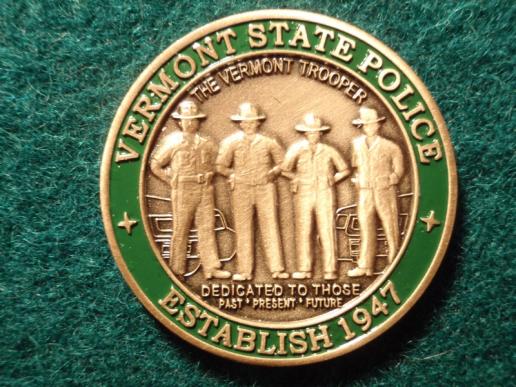 VERMONT STATE POLICE
THE VERMONT TROOPER
DEDICATED TO THOSE
PAST * PRESENT * FUTURE
ESTABLISH 1947